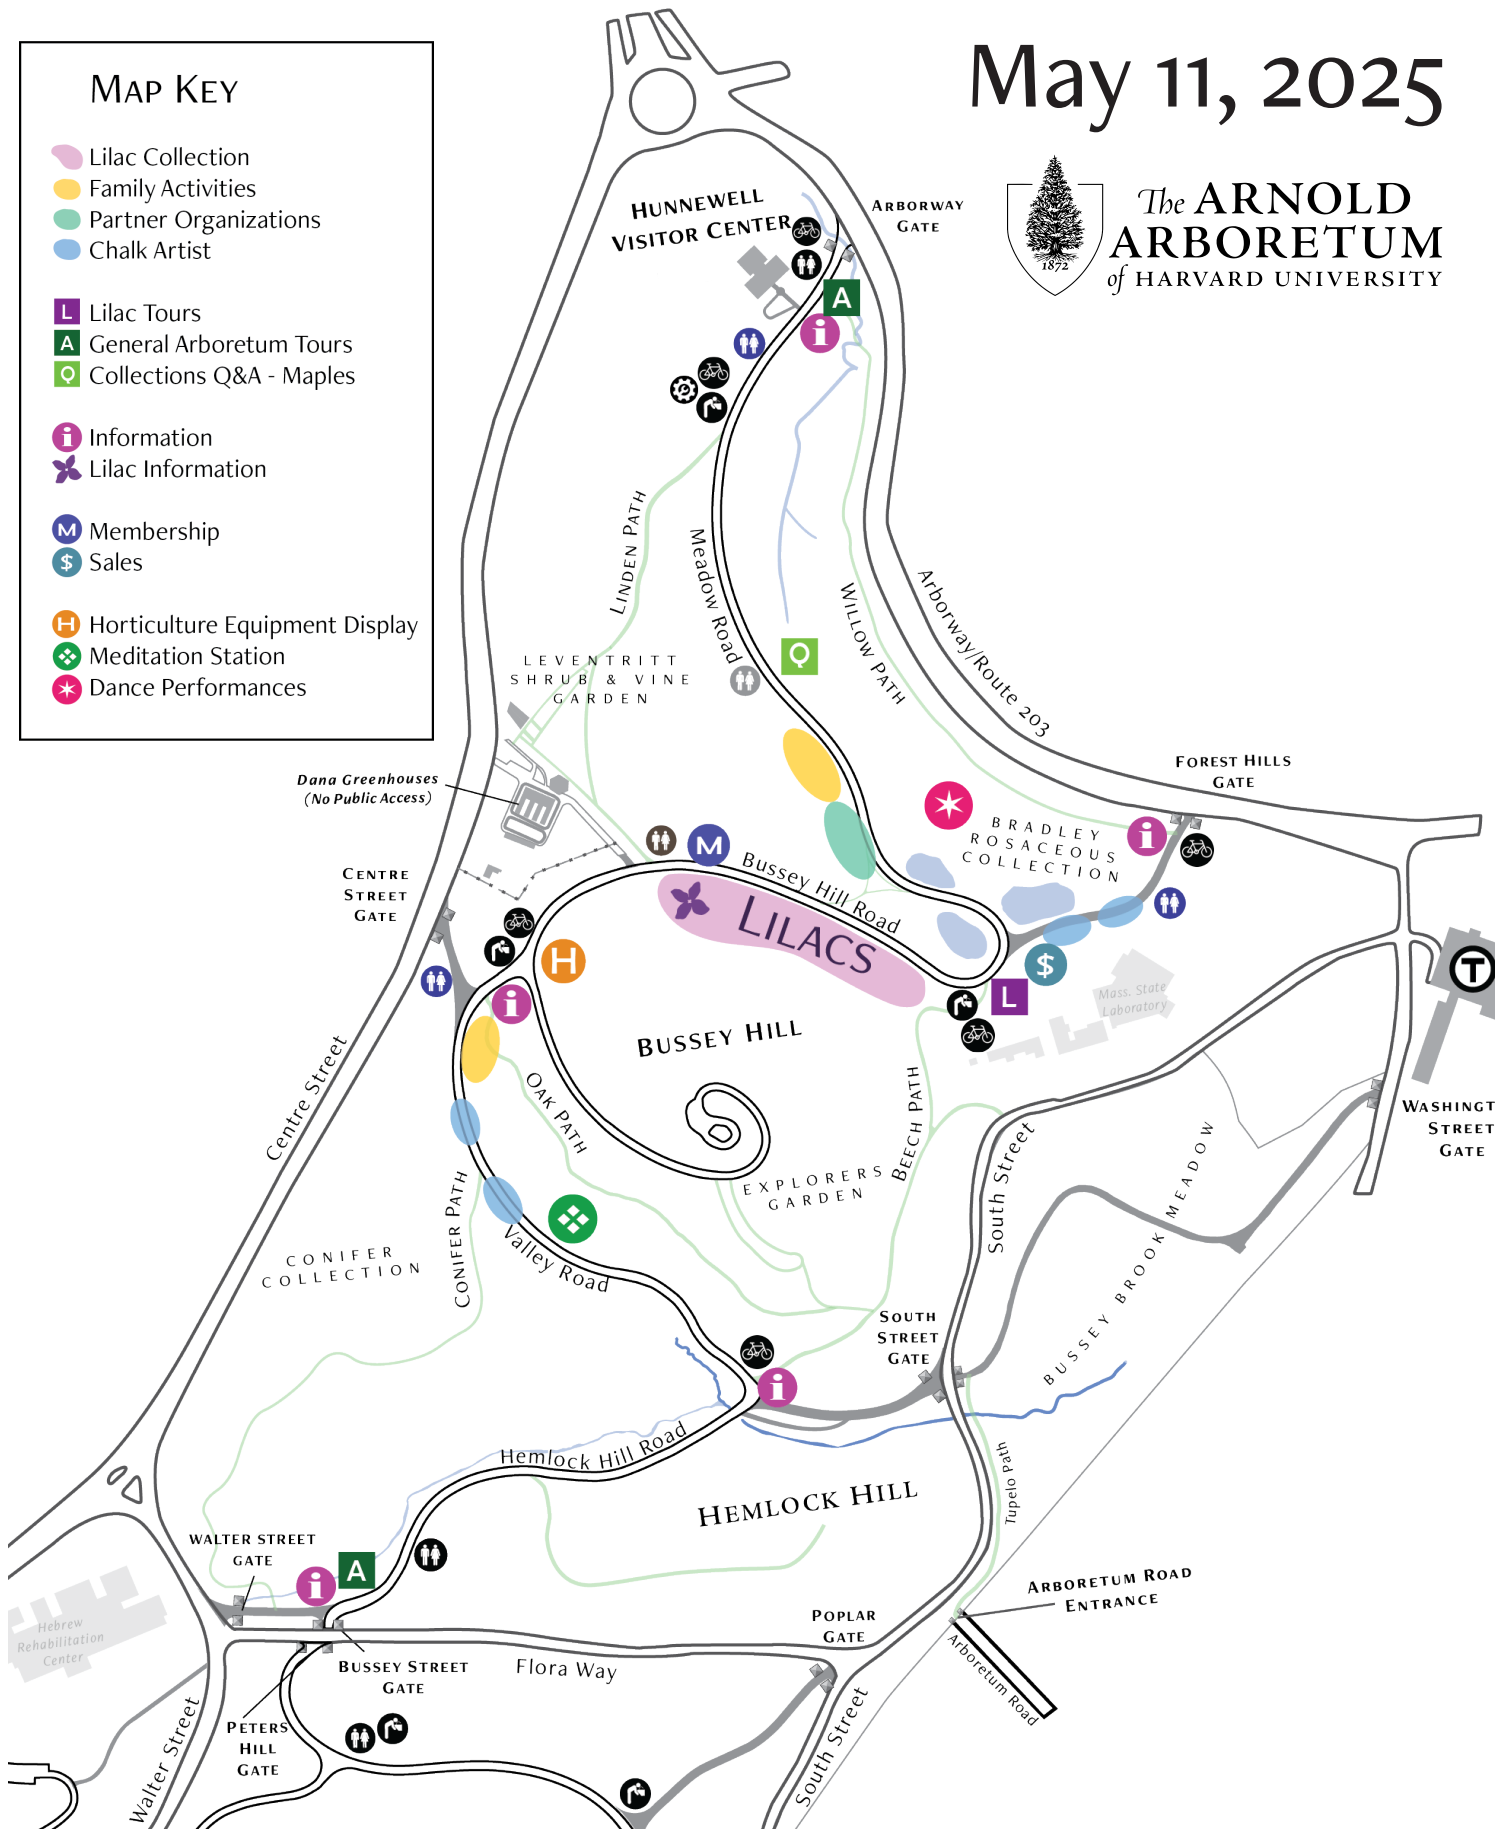 May 11, 2025
The ARNOLD
ARBORETUM
of HARVARD UNIVERSITY
1872
MAP KEY
Lilac Collection
Family Activities
Partner Organizations
Chalk Artist
L Lilac Tours
A General Arboretum Tours
Q Collections Q&A - Maples
i Information
Lilac Information
M Membership
$ Sales
H Horticulture Equipment Display
Meditation Station
Dance Performances
HUNNEWELL
VISITOR CENTER
ARBORWAY
GATE
A
i
LINDEN PATH
Meadow Road
WILLOW PATH
Arborway/Route 203
Q
LEVENTRITT
SHRUB & VINE
GARDEN
Dana Greenhouses
(No Public Access)
FOREST HILLS
GATE
BRADLEY
ROSACEOUS
COLLECTION
i
M
Bussey Hill Road
LILACS
CENTRE
STREET
GATE
H
i
$
L
T
Mass. State
Laboratory
BUSSEY HILL
Centre Street
OAK PATH
BEECH PATH
EXPLORERS
GARDEN
South Street
WASHINGT
STREET
GATE
BUSSEY BROOK MEADOW
CONIFER PATH
CONIFER
COLLECTION
Valley Road
SOUTH
STREET
GATE
i
Hemlock Hill Road
HEMLOCK HILL
Tupelo Path
WALTER STREET
GATE
i
A
ARBORETUM ROAD
ENTRANCE
Arboretum Road
Hebrew
Rehabilitation
Center
POPLAR
GATE
BUSSEY STREET
GATE
Flora Way
PETERS
HILL
GATE
Walter Street
South Street